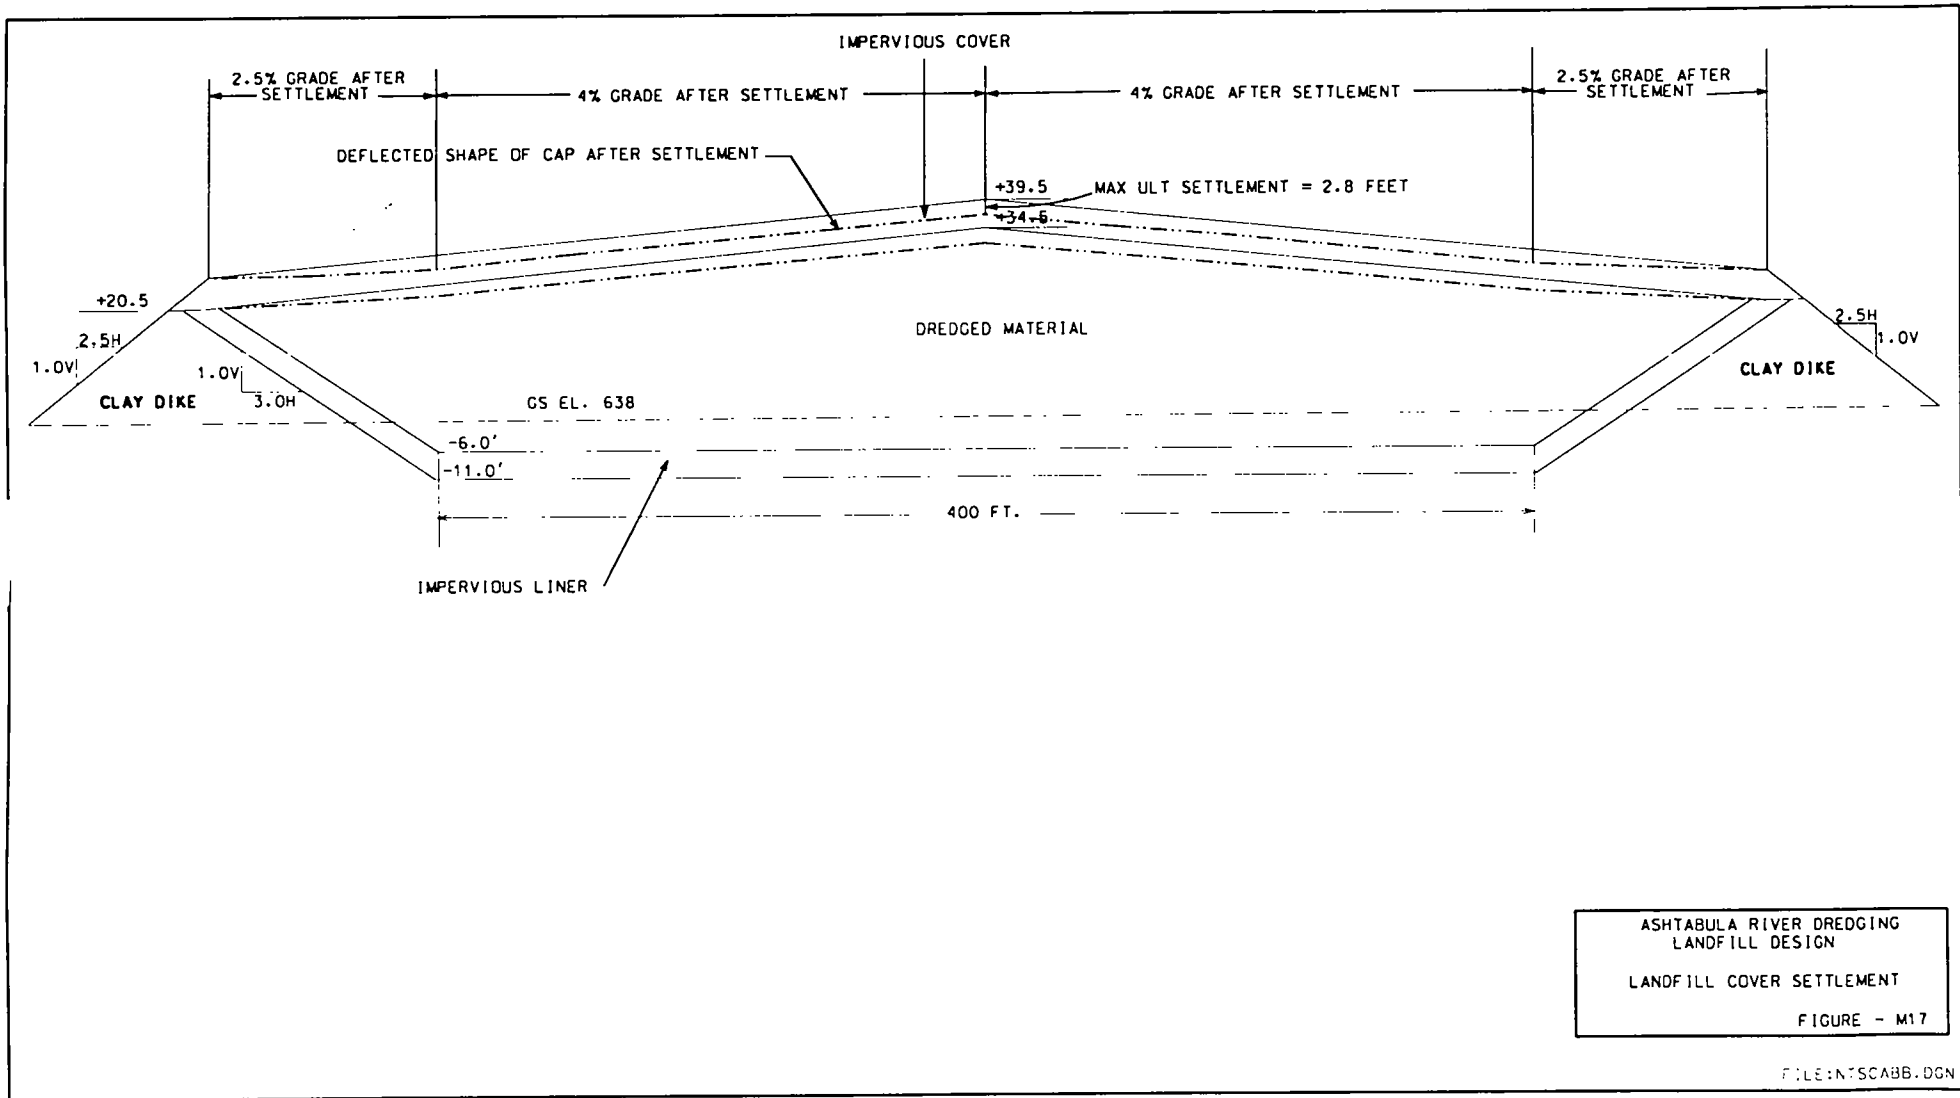 IMPERVIOUS COVER
2.5% GRADE AFTER
SETTLEMENT
4% GRADE AFTER SETTLEMENT
4% GRADE AFTER SETTLEMENT
2.5% GRADE AFTER
SETTLEMENT
DEFLECTED SHAPE OF CAP AFTER SETTLEMENT
+39.5
MAX ULT SETTLEMENT = 2.8 FEET
+34.5
+20.5
2.5H
1.0V
1.0V
3.0H
CLAY DIKE
DREDGED MATERIAL
2.5H
1.0V
CLAY DIKE
GS EL. 638
-6.0'
-11.0'
400 FT.
IMPERVIOUS LINER
ASHTABULA RIVER DREDGING
LANDFILL DESIGN
LANDFILL COVER SETTLEMENT
FIGURE - M17
FILE:NTSCABB.DGN